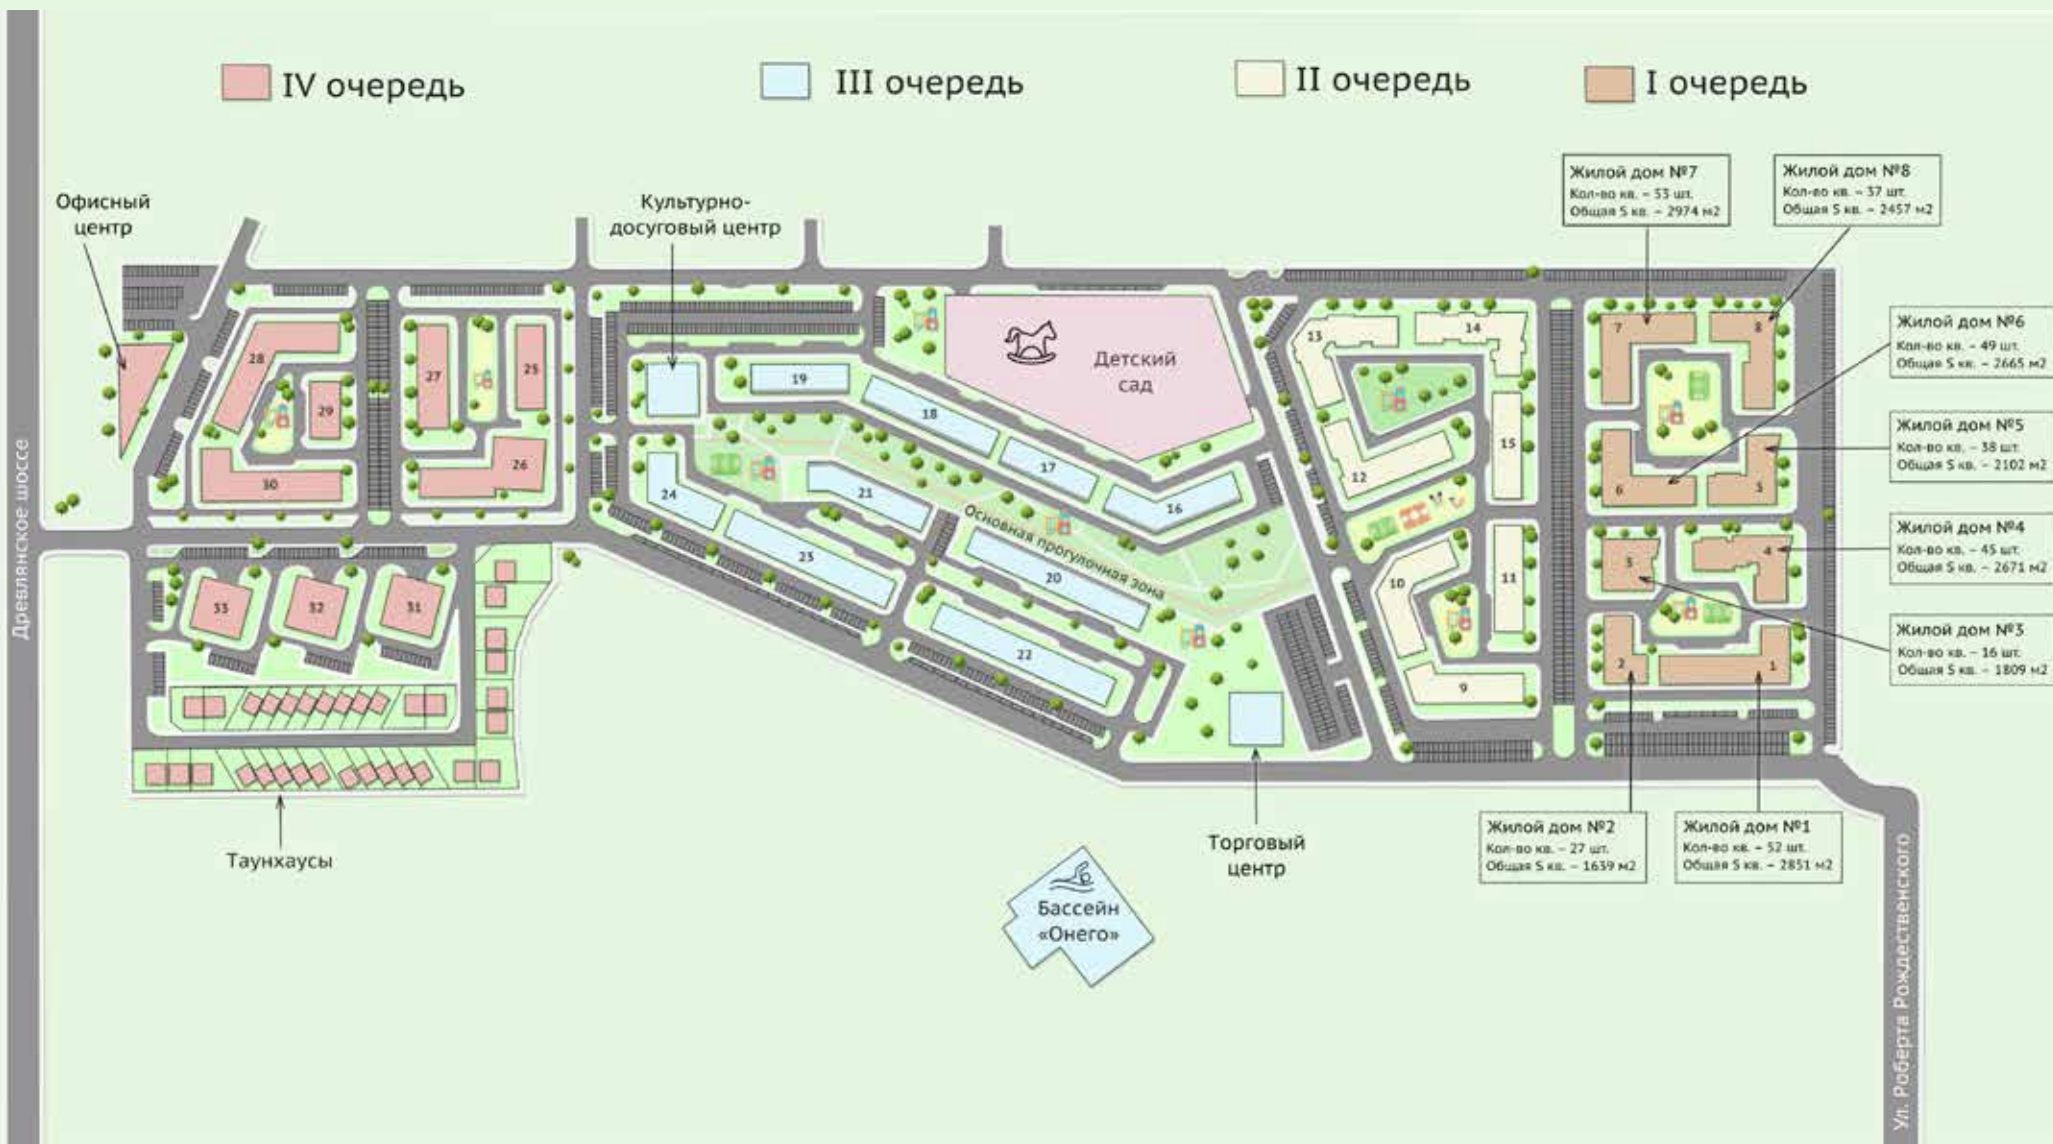 IV очередь
III очередь
II очередь
I очередь
Жилой дом №7
Кол-во кв. – 53 шт.
Общая S кв. – 2974 м2
Жилой дом №8
Кол-во кв. – 37 шт.
Общая S кв. – 2457 м2
Офисный
центр
Культурно-
досуговый центр
Жилой дом №6
Кол-во кв. – 49 шт.
Общая S кв. – 2665 м2
Жилой дом №5
Кол-во кв. – 38 шт.
Общая S кв. – 2102 м2
Жилой дом №4
Кол-во кв. – 45 шт.
Общая S кв. – 2671 м2
Жилой дом №3
Кол-во кв. – 16 шт.
Общая S кв. – 1809 м2
Детский
сад
28
29
30
27
25
26
19
18
17
16
24
21
23
20
22
Основная прогулочная зона
13
14
15
12
10
11
9
7
8
6
5
3
4
2
1
33
32
31
Древлянское шоссе
Таунхаусы
Торговый
центр
Жилой дом №2
Кол-во кв. – 27 шт.
Общая S кв. – 1639 м2
Жилой дом №1
Кол-во кв. – 52 шт.
Общая S кв. – 2851 м2
Бассейн
«Онего»
Ул. Роберта Рождественского